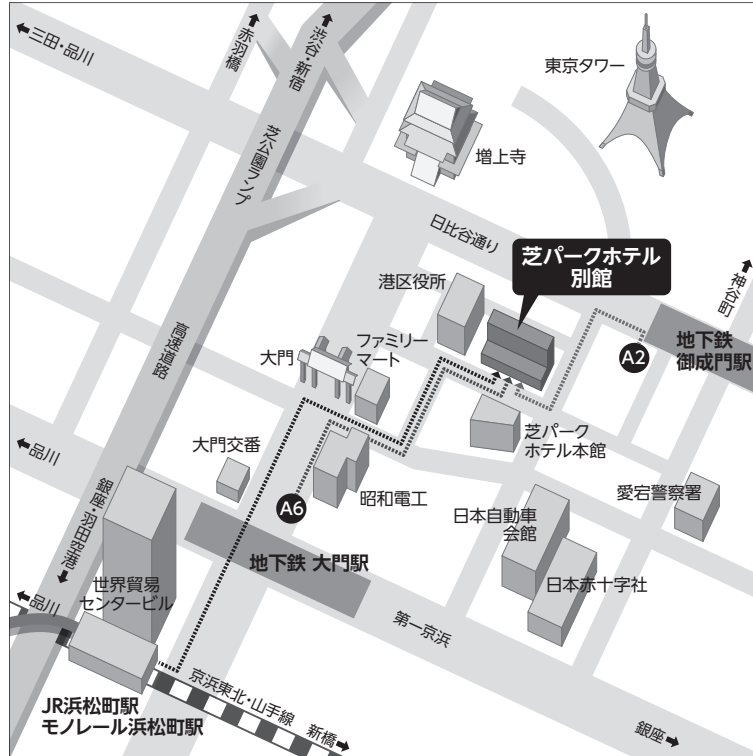 三田・品川
赤羽橋
渋谷・新宿
東京タワー
芝公園ランプ
増上寺
日比谷通り
芝パークホテル
別館
神谷町
港区役所
地下鉄
御成門駅
A2
高速道路
大門
ファミリー
マート
芝パーク
ホテル本館
品川
大門交番
A6
昭和電工
愛宕警察署
日本自動車
会館
銀座・羽田空港
地下鉄 大門駅
日本赤十字社
品川
世界貿易
センタービル
第一京浜
JR浜松町駅
モノレール浜松町駅
京浜東北・山手線
新橋
銀座